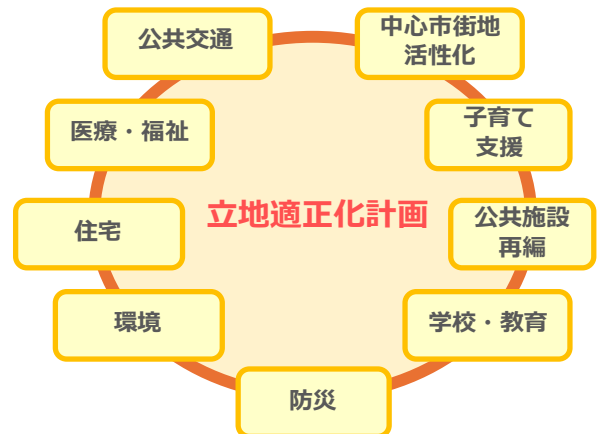 公共交通
中心市街地
活性化
医療・福祉
子育て
支援
立地適正化計画
住宅
公共施設
再編
環境
学校・教育
防災